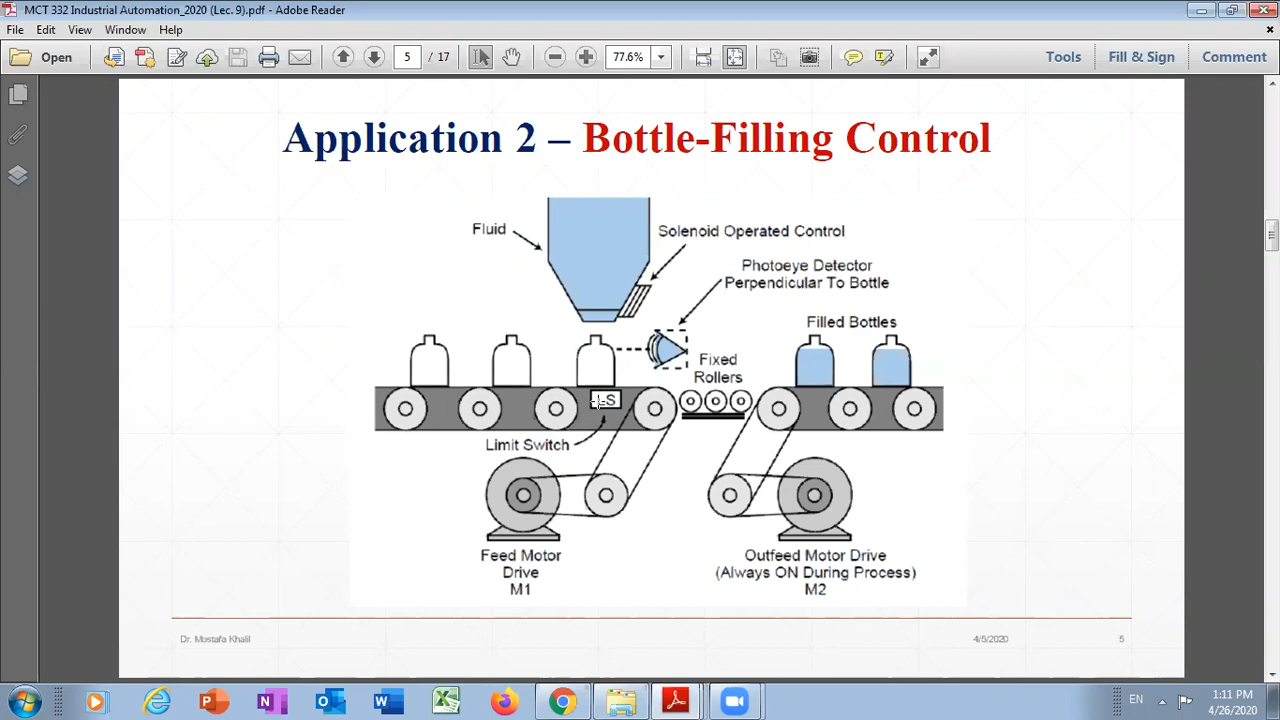 MCT 332 Industrial Automation_2020 (Lec. 9).pdf - Adobe Reader
File Edit View Window Help
Open 5 / 17 77.6% Tools Fill & Sign Comment
Application 2 – Bottle-Filling Control
Fluid
Solenoid Operated Control
Photoeye Detector
Perpendicular To Bottle
Filled Bottles
Fixed
Rollers
LS
Limit Switch
Feed Motor
Drive
M1
Outfeed Motor Drive
(Always ON During Process)
M2
Dr. Mostafa Khalil 4/5/2020 5
EN 1:11 PM
4/26/2020